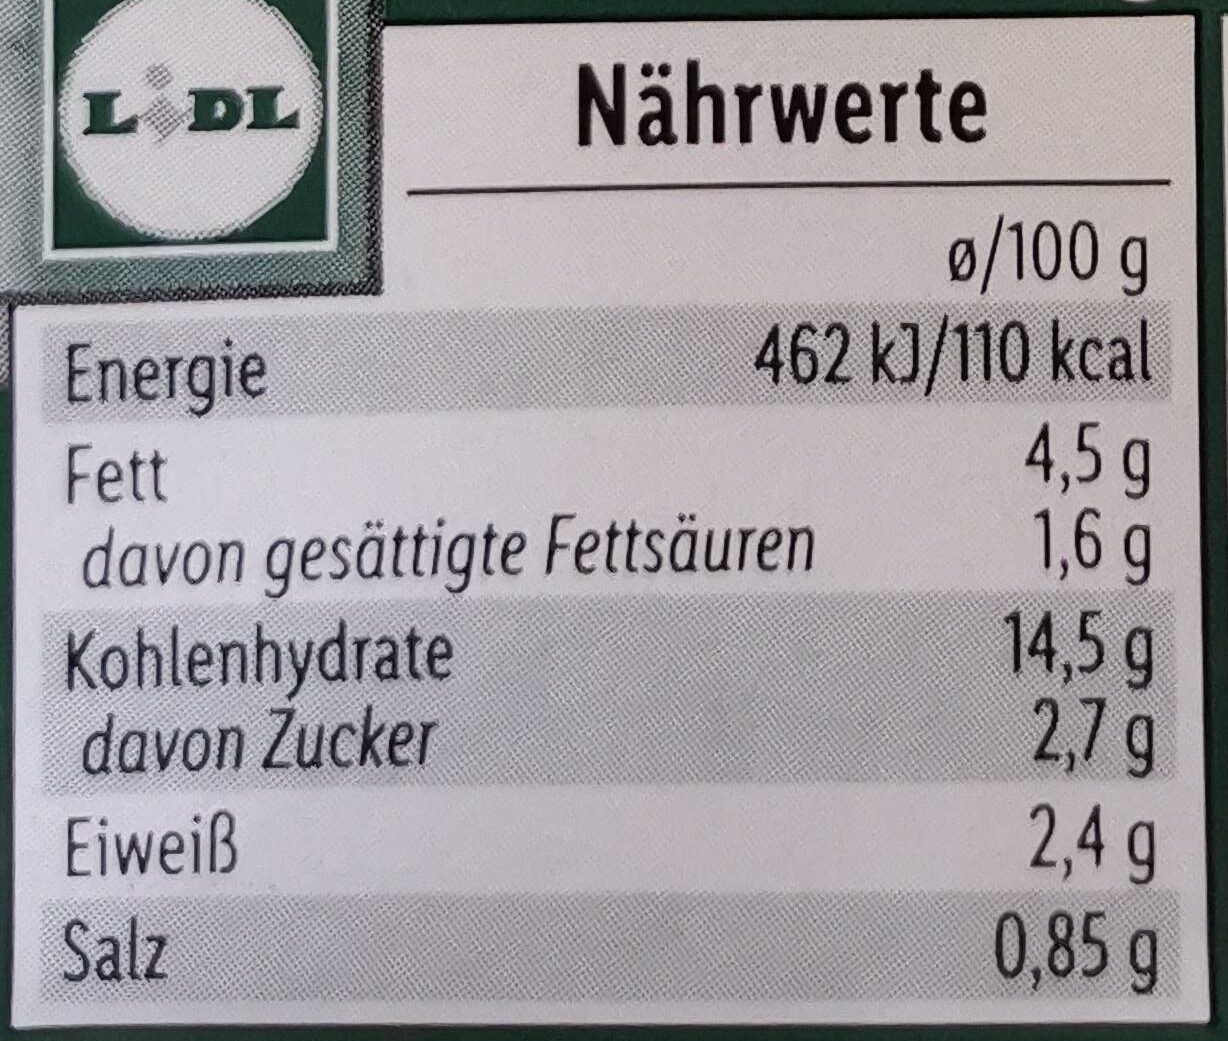 LIDL
Nährwerte
ø/100 g
Energie 462 kJ/110 kcal
Fett 4,5 g
davon gesättigte Fettsäuren 1,6 g
Kohlenhydrate 14,5 g
davon Zucker 2,7 g
Eiweiß 2,4 g
Salz 0,85 g